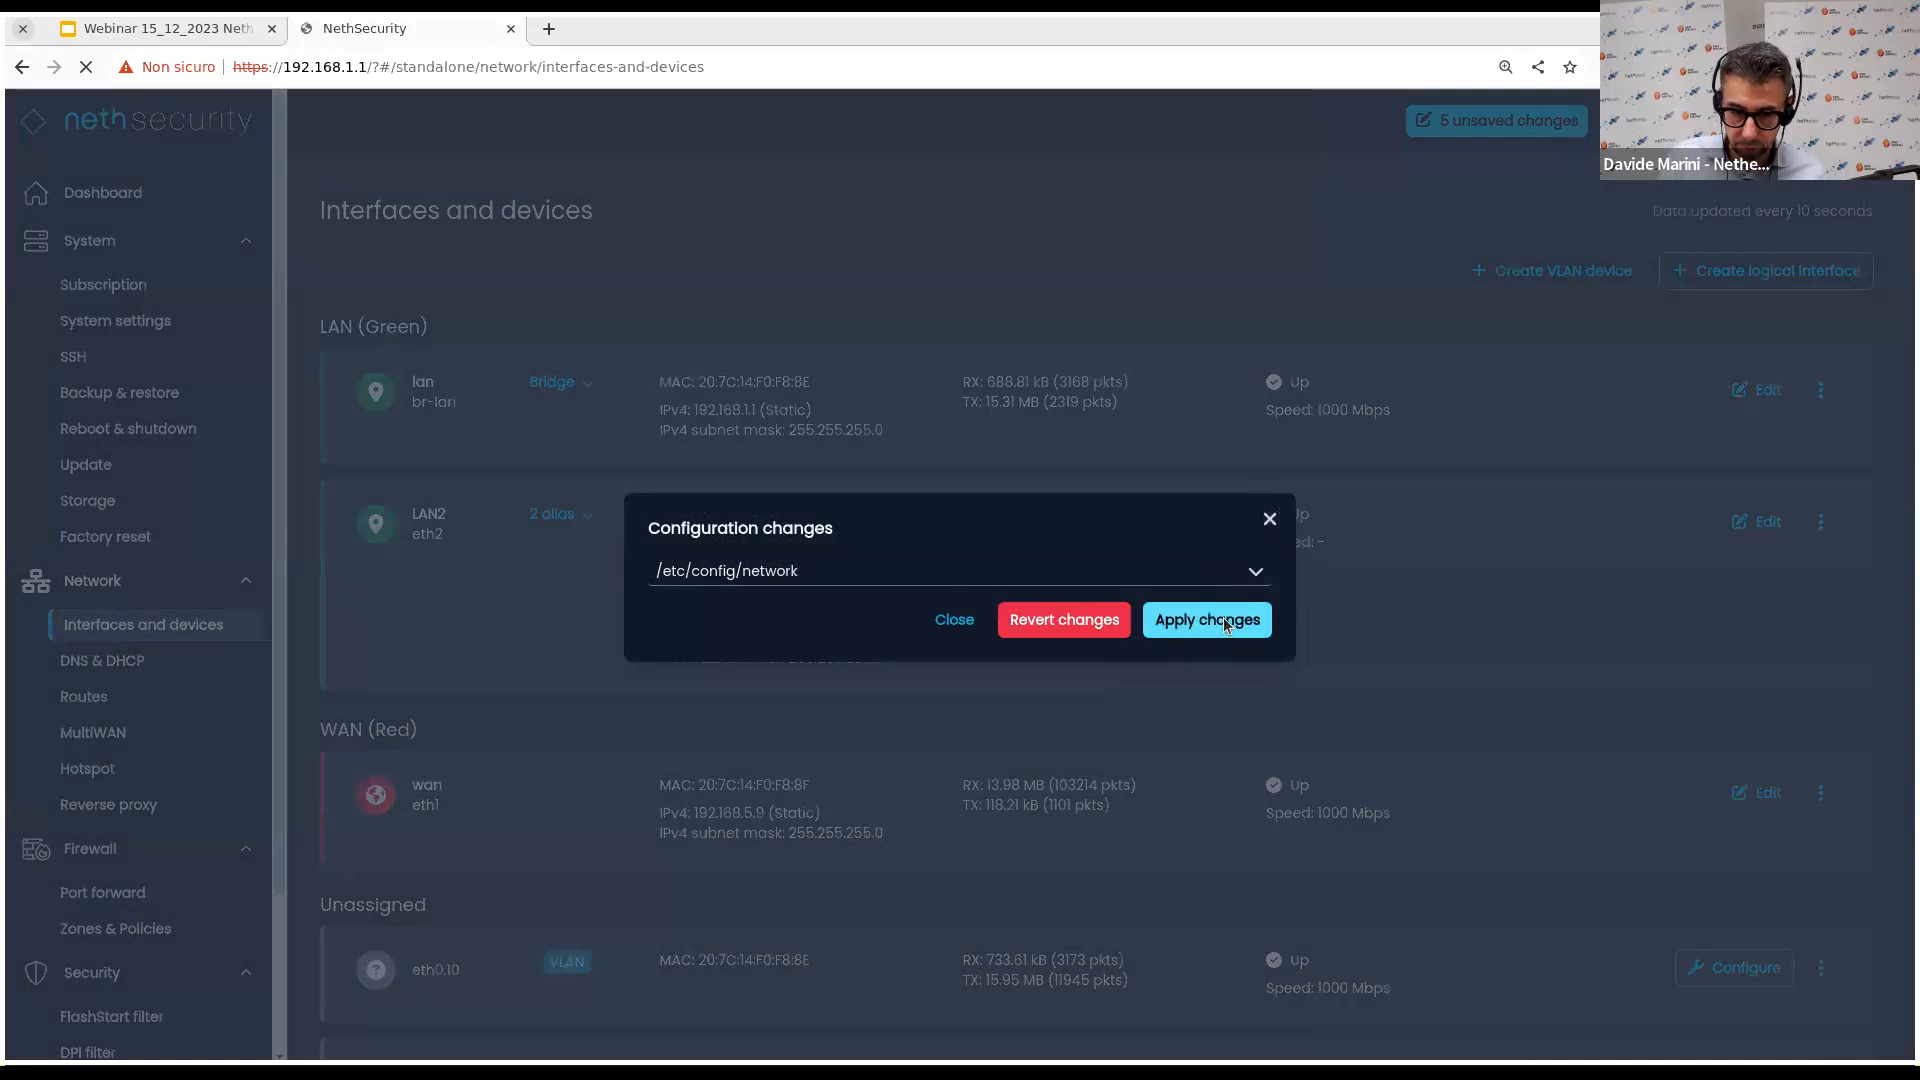 Webinar 15_12_2023 Neth
NethSecurity
Non sicuro
https://192.168.1.1/?#/standalone/network/interfaces-and-devices
Davide Marini - Nethe...
nethsecurity
5 unsaved changes
Dashboard
System
Subscription
System settings
SSH
Backup & restore
Reboot & shutdown
Update
Storage
Factory reset
Network
Interfaces and devices
DNS & DHCP
Routes
MultiWAN
Hotspot
Reverse proxy
Firewall
Port forward
Zones & Policies
Security
FlashStart filter
DPI filter
Interfaces and devices
Data updated every 10 seconds
Create VLAN device
Create logical interface
LAN (Green)
lan
br-lan
Bridge
MAC: 20:7C:14:F0:F8:8E
IPv4: 192.168.1.1 (Static)
IPv4 subnet mask: 255.255.255.0
RX: 688.81 kB (3168 pkts)
TX: 15.31 MB (2319 pkts)
Up
Speed: 1000 Mbps
Edit
LAN2
eth2
2 alias
Up
ed: -
Edit
Configuration changes
/etc/config/network
Close
Revert changes
Apply changes
WAN (Red)
wan
eth1
MAC: 20:7C:14:F0:F8:8F
IPv4: 192.168.5.9 (Static)
IPv4 subnet mask: 255.255.255.0
RX: 13.98 MB (103214 pkts)
TX: 118.21 kB (1101 pkts)
Up
Speed: 1000 Mbps
Edit
Unassigned
eth0.10
VLAN
MAC: 20:7C:14:F0:F8:8E
RX: 733.61 kB (3173 pkts)
TX: 15.95 MB (11945 pkts)
Up
Speed: 1000 Mbps
Configure